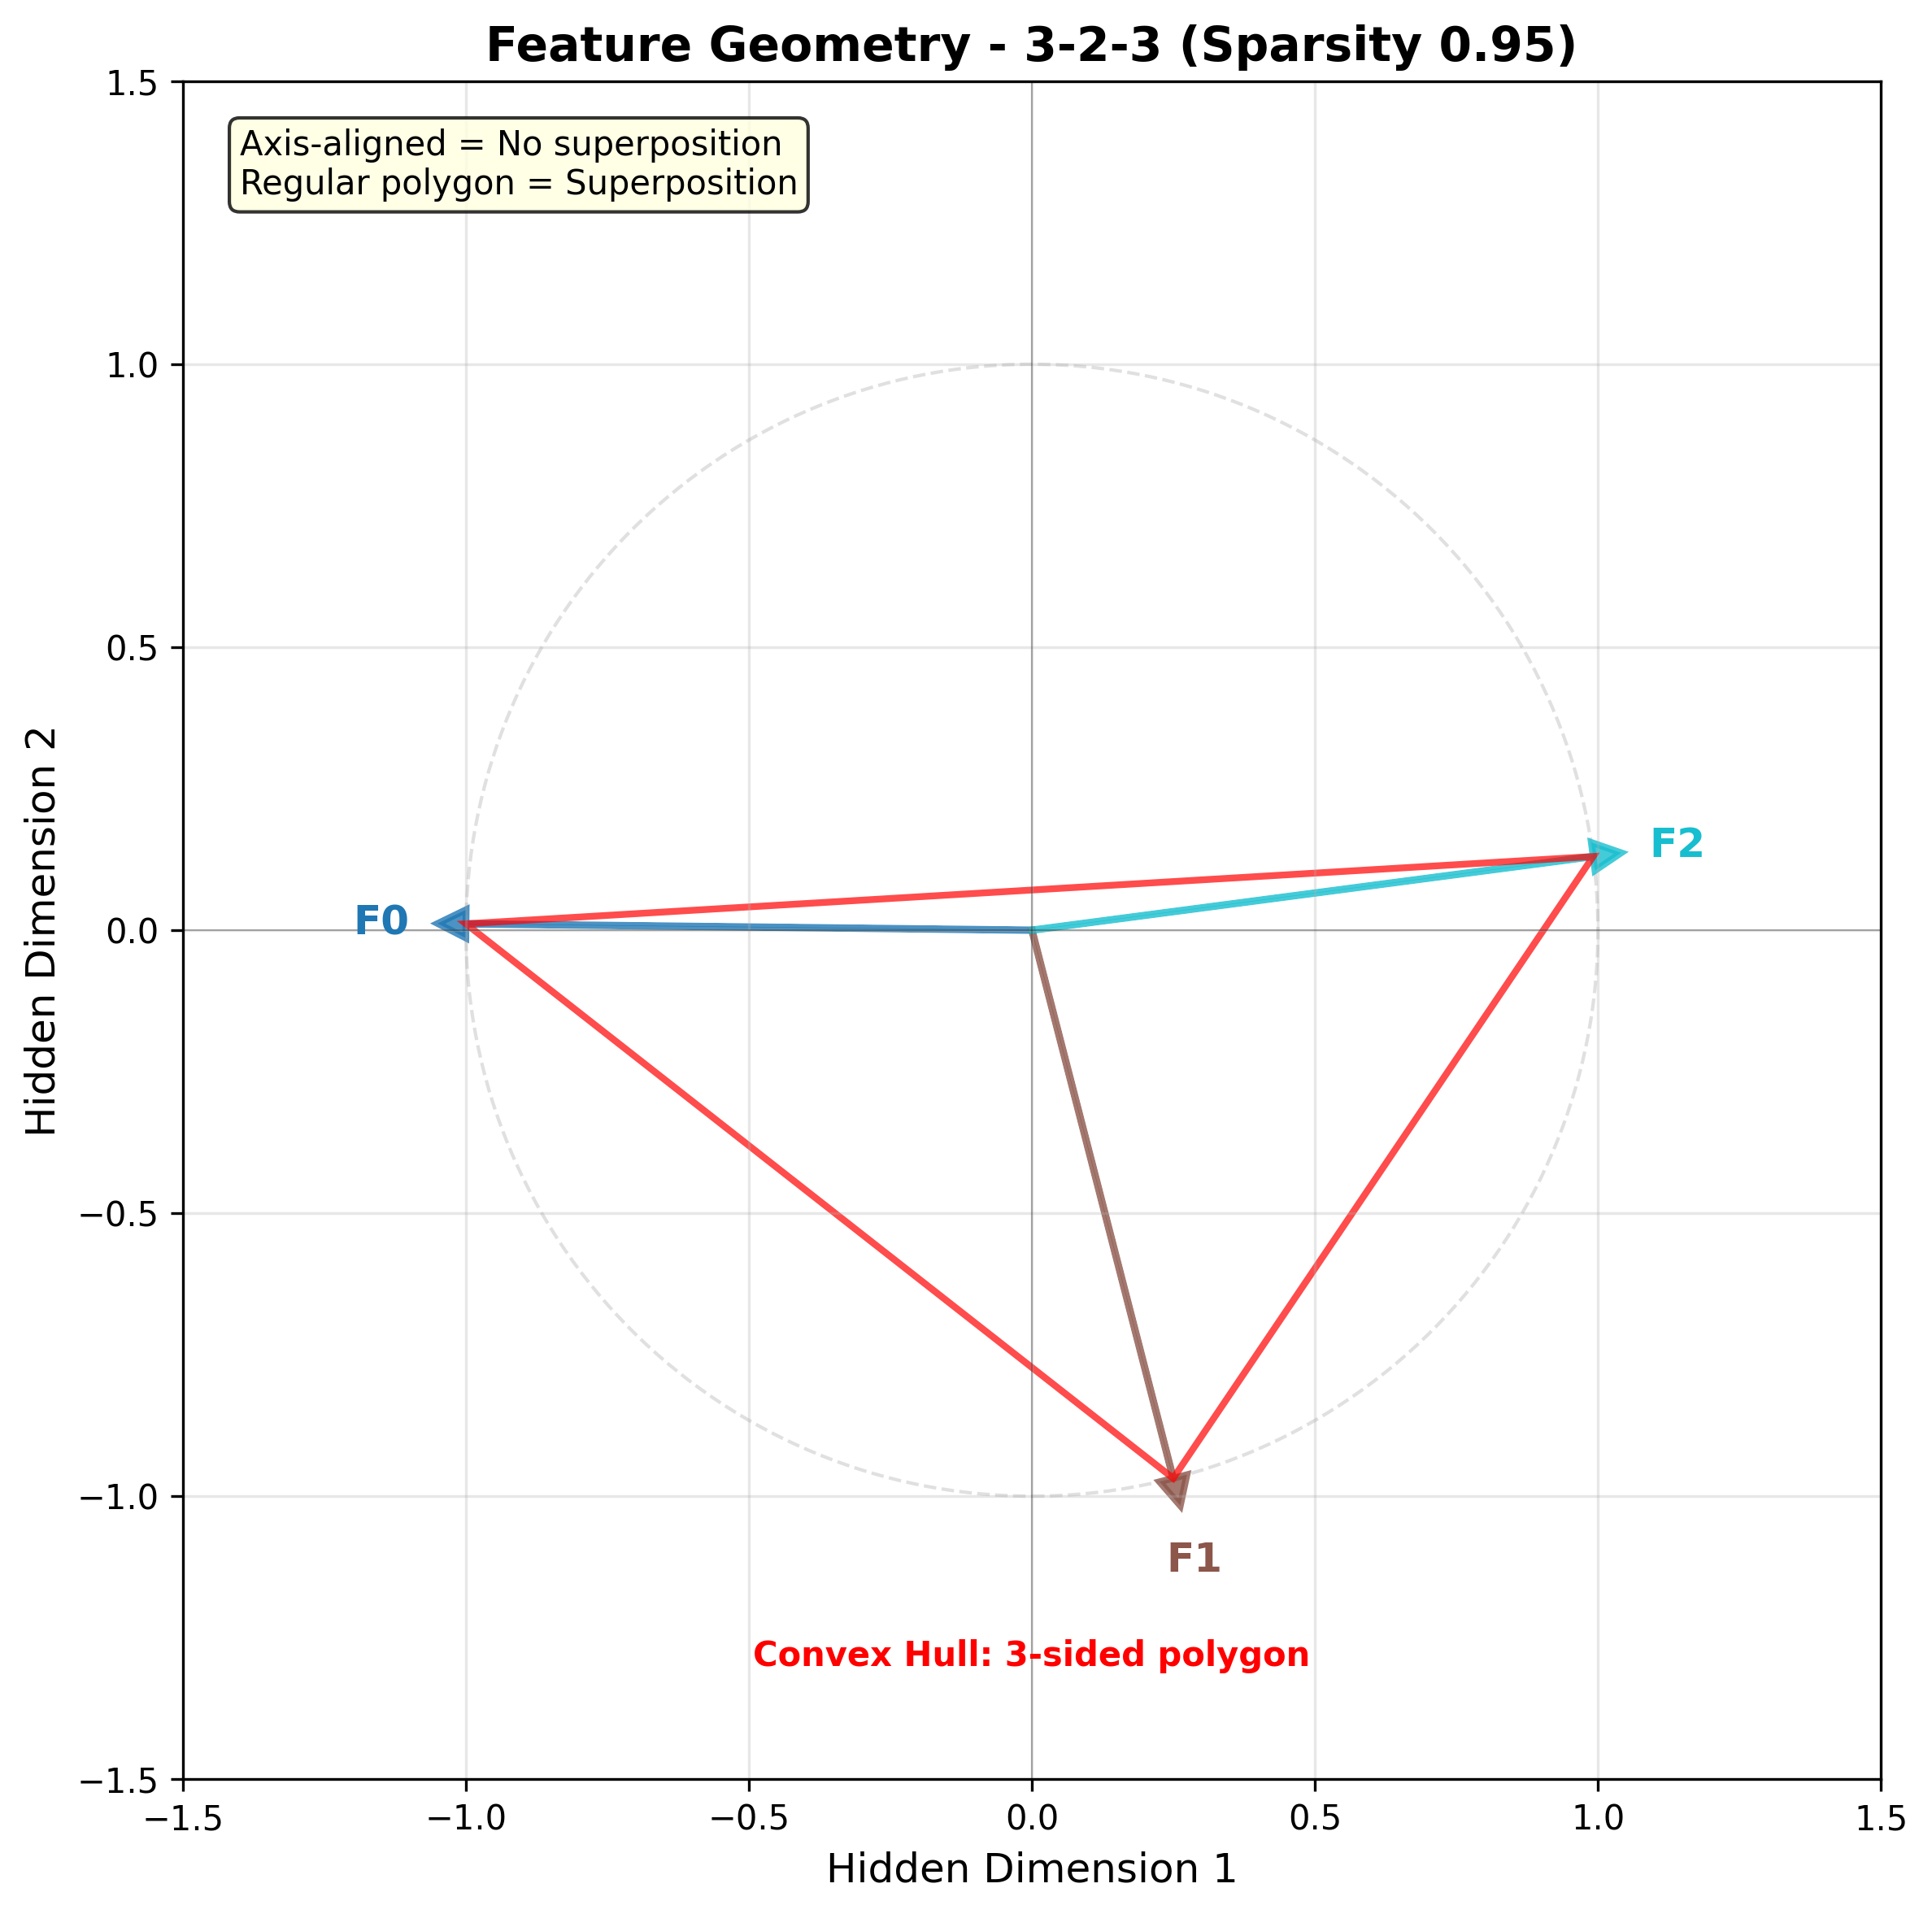 Feature Geometry - 3-2-3 (Sparsity 0.95)
1.5
Axis-aligned = No superposition
Regular polygon = Superposition
1.0
0.5
F2
F0
0.0
Hidden Dimension 2
−0.5
−1.0
F1
Convex Hull: 3-sided polygon
−1.5
−1.5 −1.0 −0.5 0.0 0.5 1.0 1.5
Hidden Dimension 1